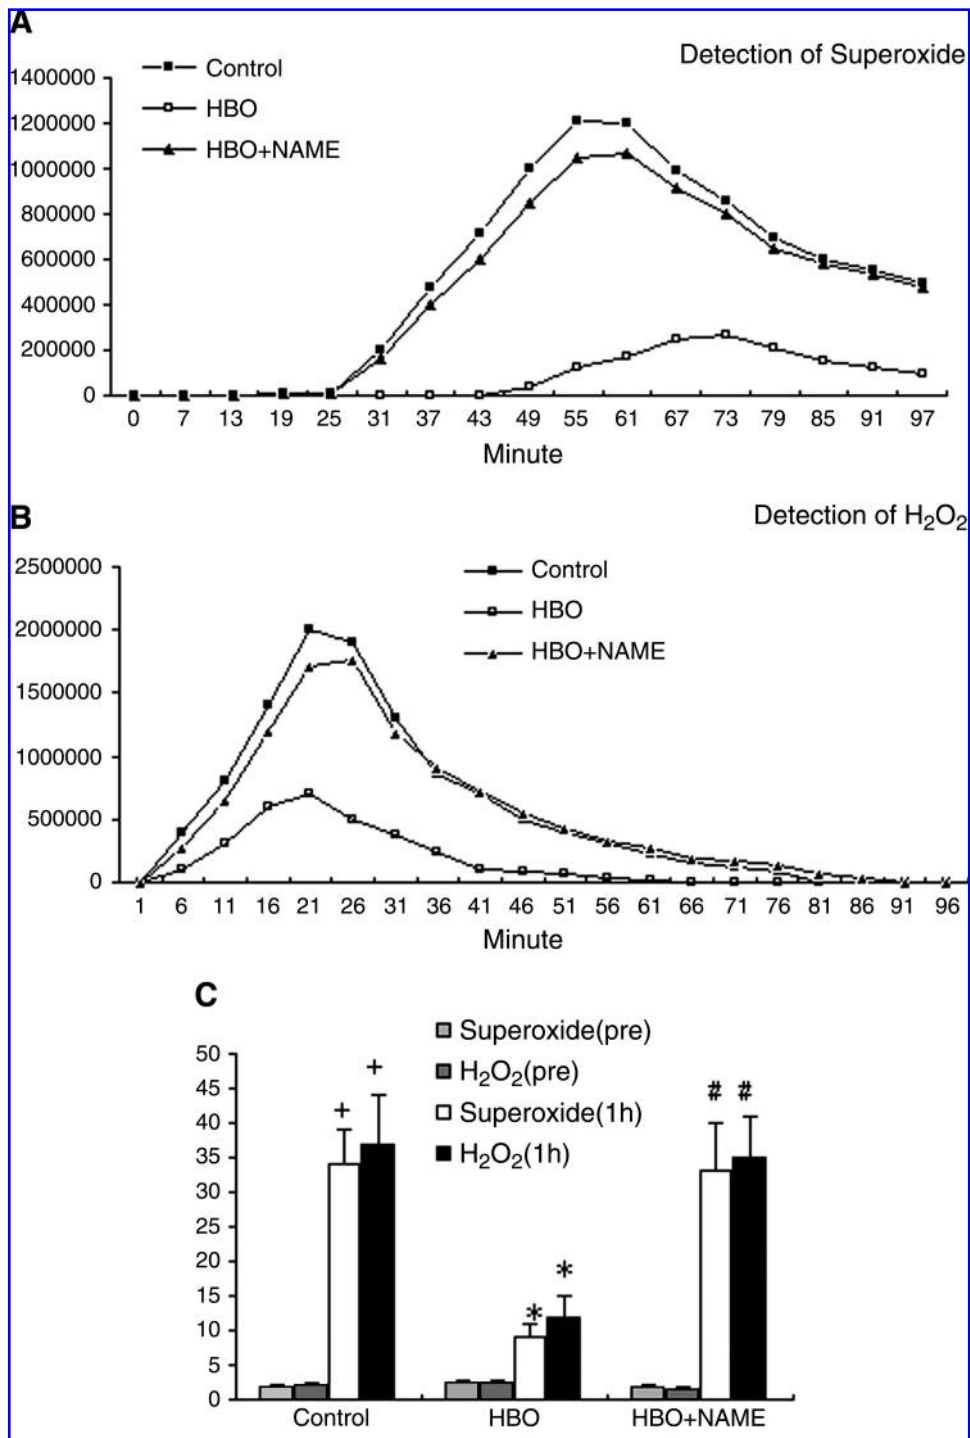 A
Detection of Superoxide
Control
HBO
HBO+NAME
1400000
1200000
1000000
800000
600000
400000
200000
0
0 7 13 19 25 31 37 43 49 55 61 67 73 79 85 91 97
Minute
B
Detection of H₂O₂
Control
HBO
HBO+NAME
2500000
2000000
1500000
1000000
500000
0
1 6 11 16 21 26 31 36 41 46 51 56 61 66 71 76 81 86 91 96
Minute
C
Superoxide(pre)
H₂O₂(pre)
Superoxide(1h)
H₂O₂(1h)
50
45
40
35
30
25
20
15
10
5
0
+ +
* *
# #
Control HBO HBO+NAME